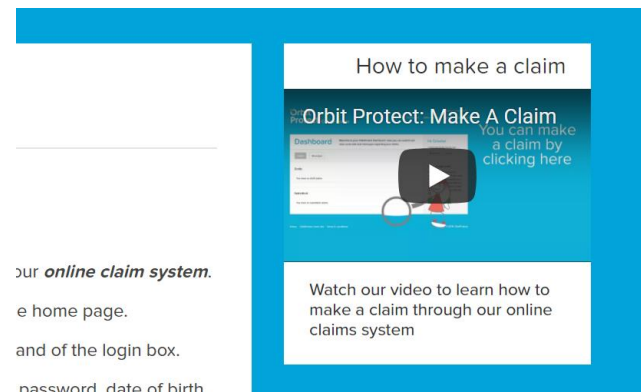 How to make a claim
Orbit Protect: Make A Claim
You can make
a claim by
clicking here
Dashboard
our online claim system.
e home page.
and of the login box.
password, date of birth
Watch our video to learn how to
make a claim through our online
claims system